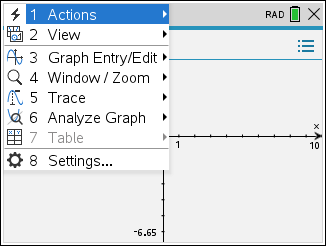 1 Actions
RAD
2 View
3 Graph Entry/Edit
4 Window / Zoom
5 Trace
6 Analyze Graph
7 Table
8 Settings...
x
1
10
-6.65